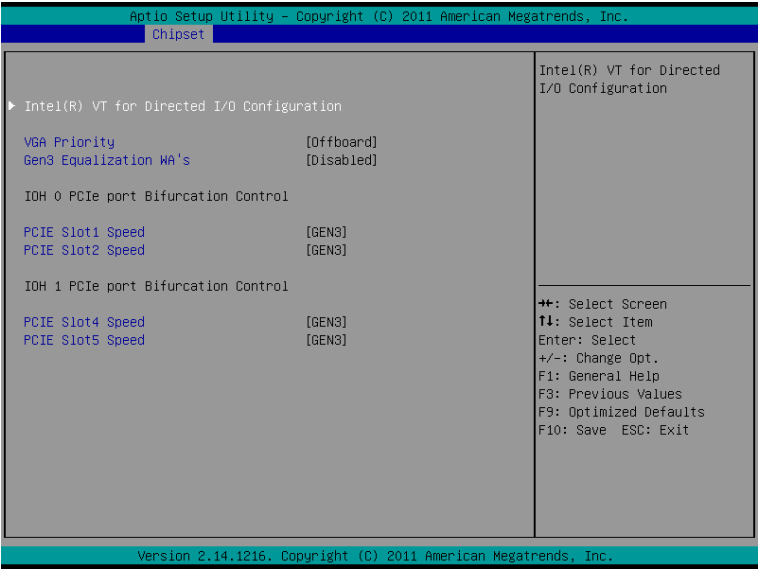 Aptio Setup Utility – Copyright (C) 2011 American Megatrends, Inc.
Chipset
Intel(R) VT for Directed I/O Configuration
VGA Priority [Offboard]
Gen3 Equalization WA's [Disabled]
IOH 0 PCIe port Bifurcation Control
PCIE Slot1 Speed [GEN3]
PCIE Slot2 Speed [GEN3]
IOH 1 PCIe port Bifurcation Control
PCIE Slot4 Speed [GEN3]
PCIE Slot5 Speed [GEN3]
Intel(R) VT for Directed
I/O Configuration
→←: Select Screen
↑↓: Select Item
Enter: Select
+/-: Change Opt.
F1: General Help
F3: Previous Values
F9: Optimized Defaults
F10: Save ESC: Exit
Version 2.14.1216. Copyright (C) 2011 American Megatrends, Inc.